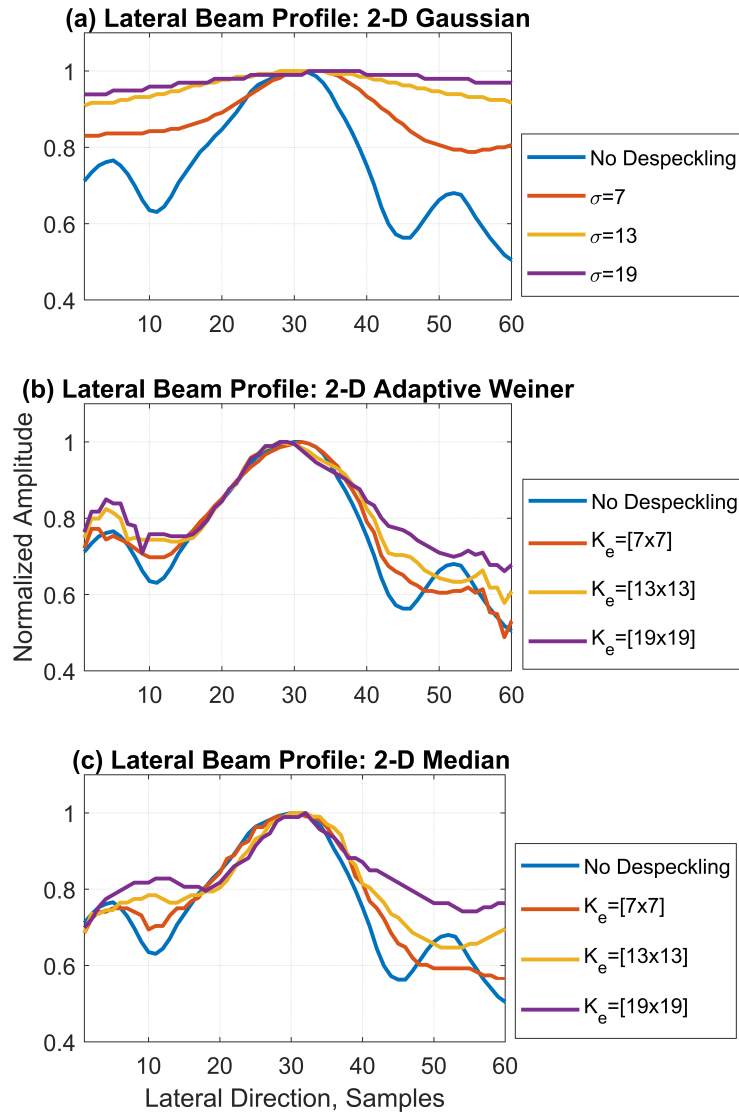 (a) Lateral Beam Profile: 2-D Gaussian
1
0.8
0.6
0.4
10 20 30 40 50 60
No Despeckling
σ=7
σ=13
σ=19
(b) Lateral Beam Profile: 2-D Adaptive Weiner
Normalized Amplitude
1
0.8
0.6
0.4
10 20 30 40 50 60
No Despeckling
K_e=[7x7]
K_e=[13x13]
K_e=[19x19]
(c) Lateral Beam Profile: 2-D Median
1
0.8
0.6
0.4
10 20 30 40 50 60
Lateral Direction, Samples
No Despeckling
K_e=[7x7]
K_e=[13x13]
K_e=[19x19]